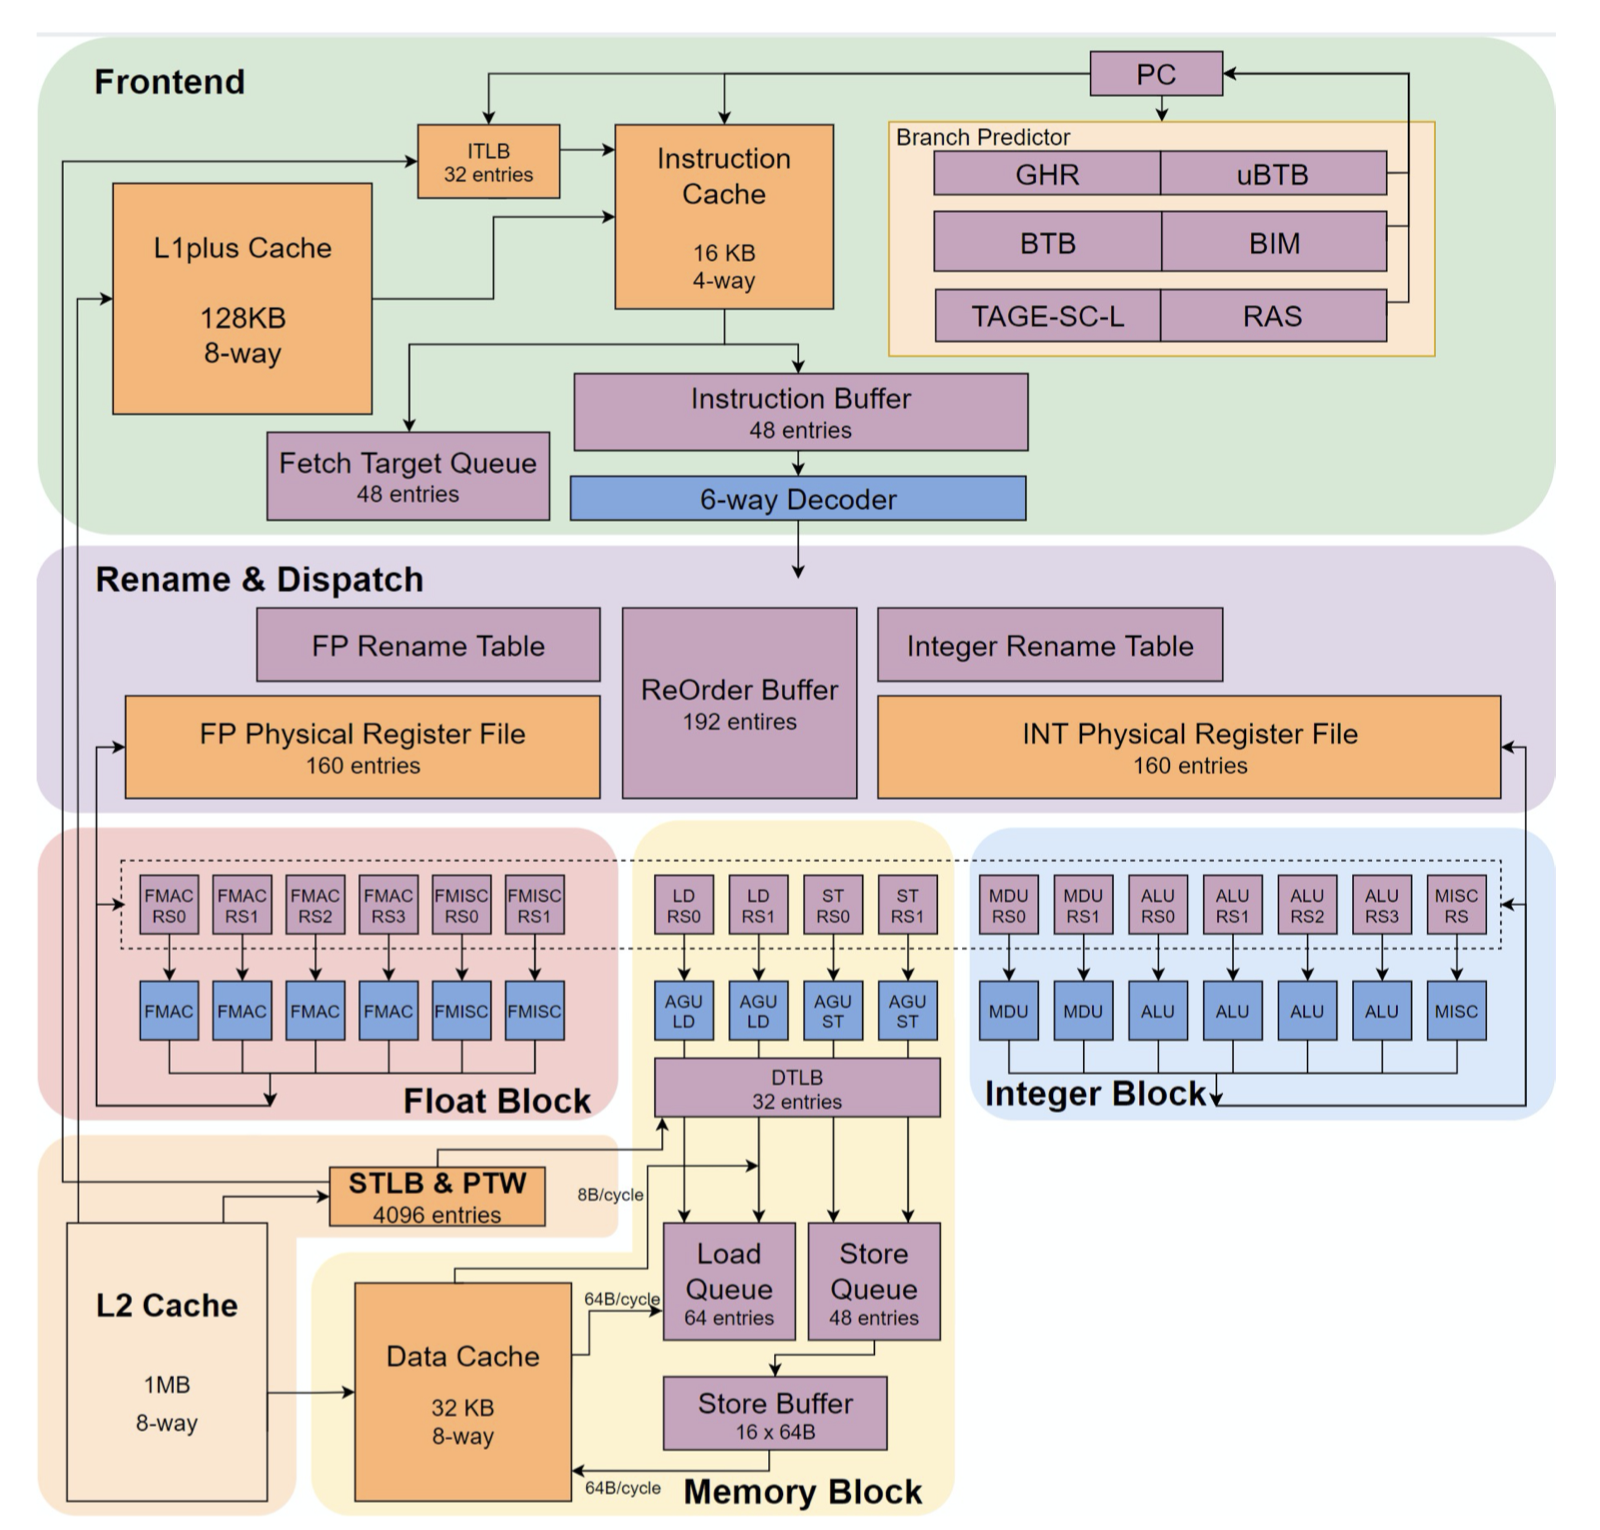 Frontend
PC
ITLB
32 entries
Instruction
Cache
16 KB
4-way
Branch Predictor
GHR
uBTB
BTB
BIM
TAGE-SC-L
RAS
L1plus Cache
128KB
8-way
Instruction Buffer
48 entries
Fetch Target Queue
48 entries
6-way Decoder
Rename & Dispatch
FP Rename Table
ReOrder Buffer
192 entires
Integer Rename Table
FP Physical Register File
160 entries
INT Physical Register File
160 entries
FMAC
RS0
FMAC
RS1
FMAC
RS2
FMAC
RS3
FMISC
RS0
FMISC
RS1
LD
RS0
LD
RS1
ST
RS0
ST
RS1
MDU
RS0
MDU
RS1
ALU
RS0
ALU
RS1
ALU
RS2
ALU
RS3
MISC
RS
FMAC
FMAC
FMAC
FMAC
FMISC
FMISC
AGU
LD
AGU
LD
AGU
ST
AGU
ST
MDU
MDU
ALU
ALU
ALU
ALU
MISC
Float Block
DTLB
32 entries
Integer Block
STLB & PTW
4096 entries
8B/cycle
L2 Cache
1MB
8-way
Data Cache
32 KB
8-way
64B/cycle
Load
Queue
64 entries
Store
Queue
48 entries
Store Buffer
16 x 64B
64B/cycle
Memory Block